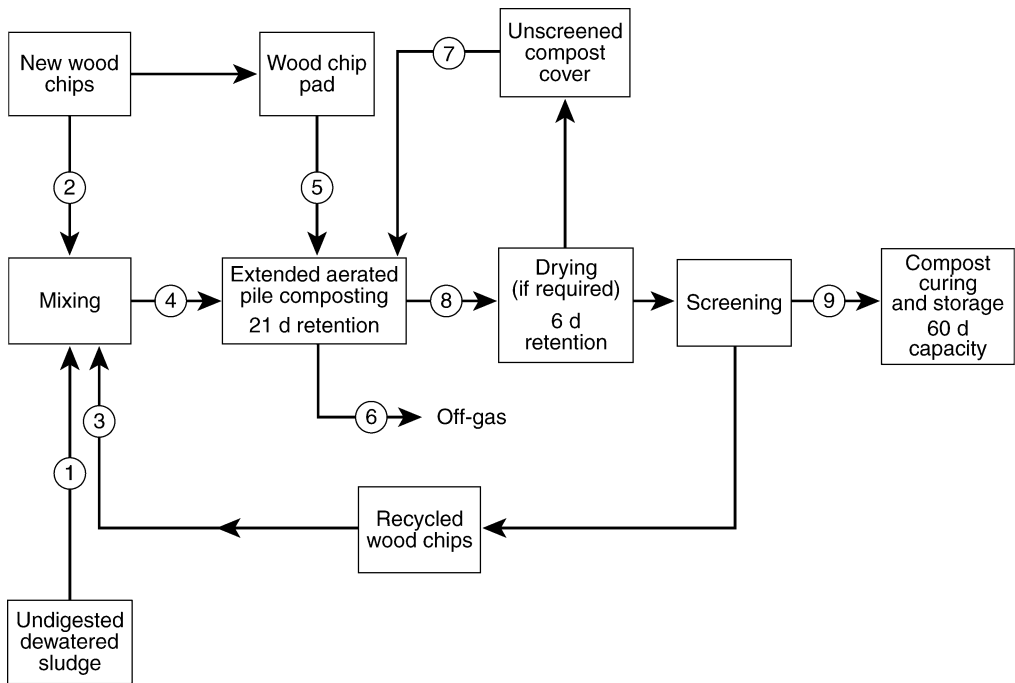 New wood
chips
Wood chip
pad
7
Unscreened
compost
cover
2
5
Mixing
4
Extended aerated
pile composting
21 d retention
8
Drying
(if required)
6 d
retention
Screening
9
Compost
curing
and storage
60 d
capacity
6
Off-gas
3
1
Recycled
wood chips
Undigested
dewatered
sludge